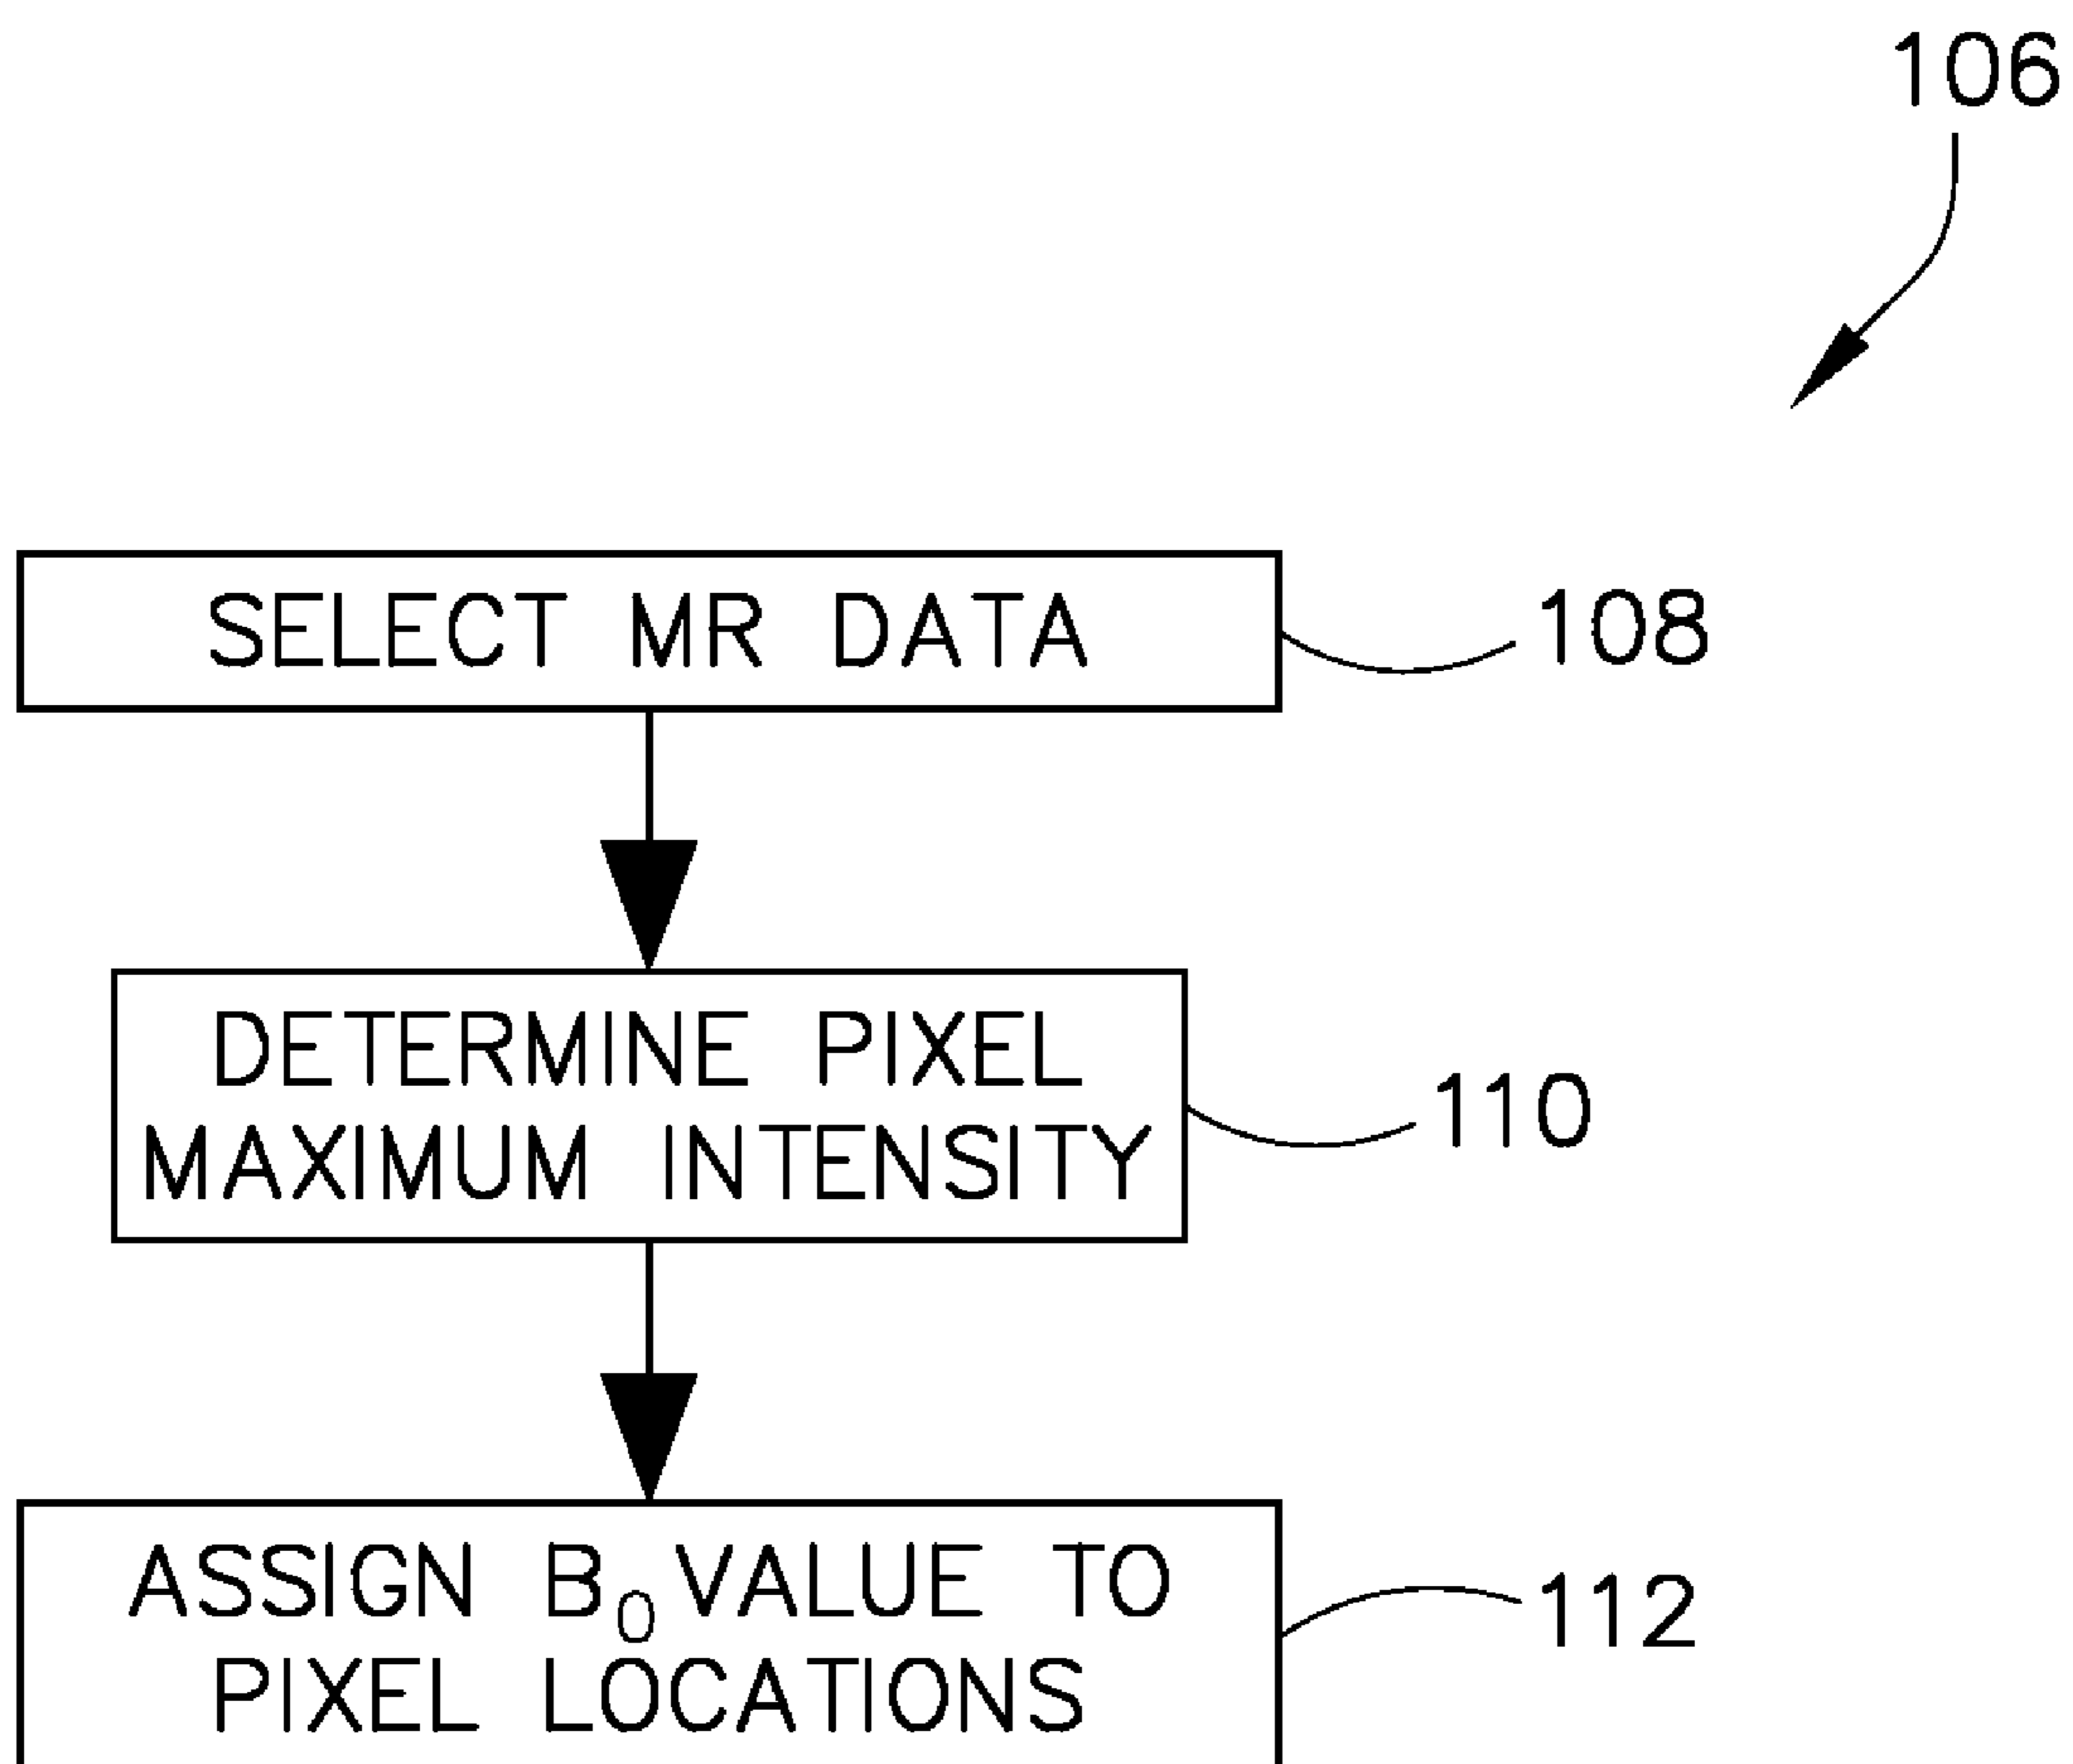 106
SELECT MR DATA
108
DETERMINE PIXEL
MAXIMUM INTENSITY
110
ASSIGN B₀ VALUE TO
PIXEL LOCATIONS
112